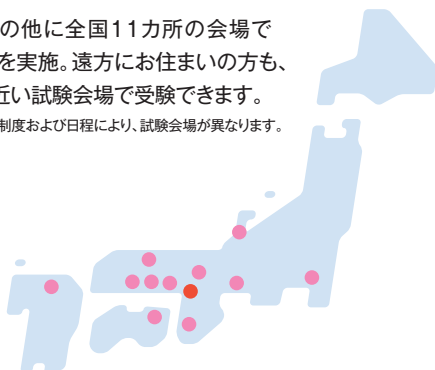 の他に全国11カ所の会場で
を実施。遠方にお住まいの方も、
近い試験会場で受験できます。
制度および日程により、試験会場が異なります。